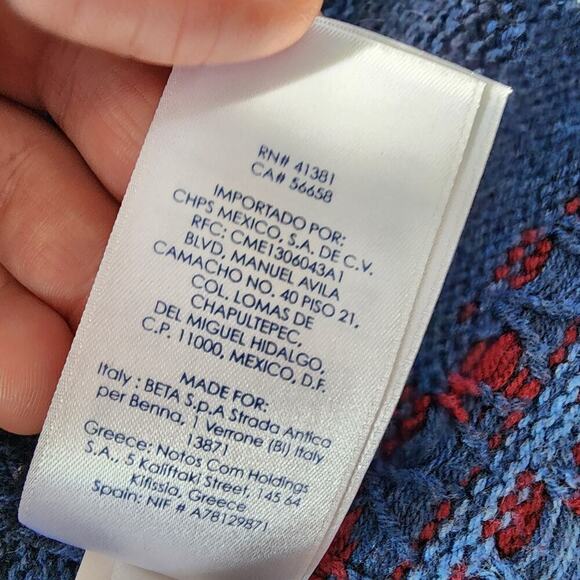 RN# 41381
CA# 56658
IMPORTADO POR:
CHPS MEXICO, S.A. DE C.V.
RFC: CME1306043A1
BLVD, MANUEL AVILA
CAMACHO NO. 40 PISO 21,
COL. LOMAS DE
CHAPULTEPEC,
DEL MIGUEL HIDALGO,
C.P. 11000, MEXICO, D.F.
MADE FOR:
Italy : BETA S.p.A Strada Antica
per Benna, 1 Verrone (BI) Italy
13871
Greece: Notos Com Holdings
S.A., 5 Kaliftaki Street, 145 64
Kifissia, Greece
Spain: NIF # A78129871